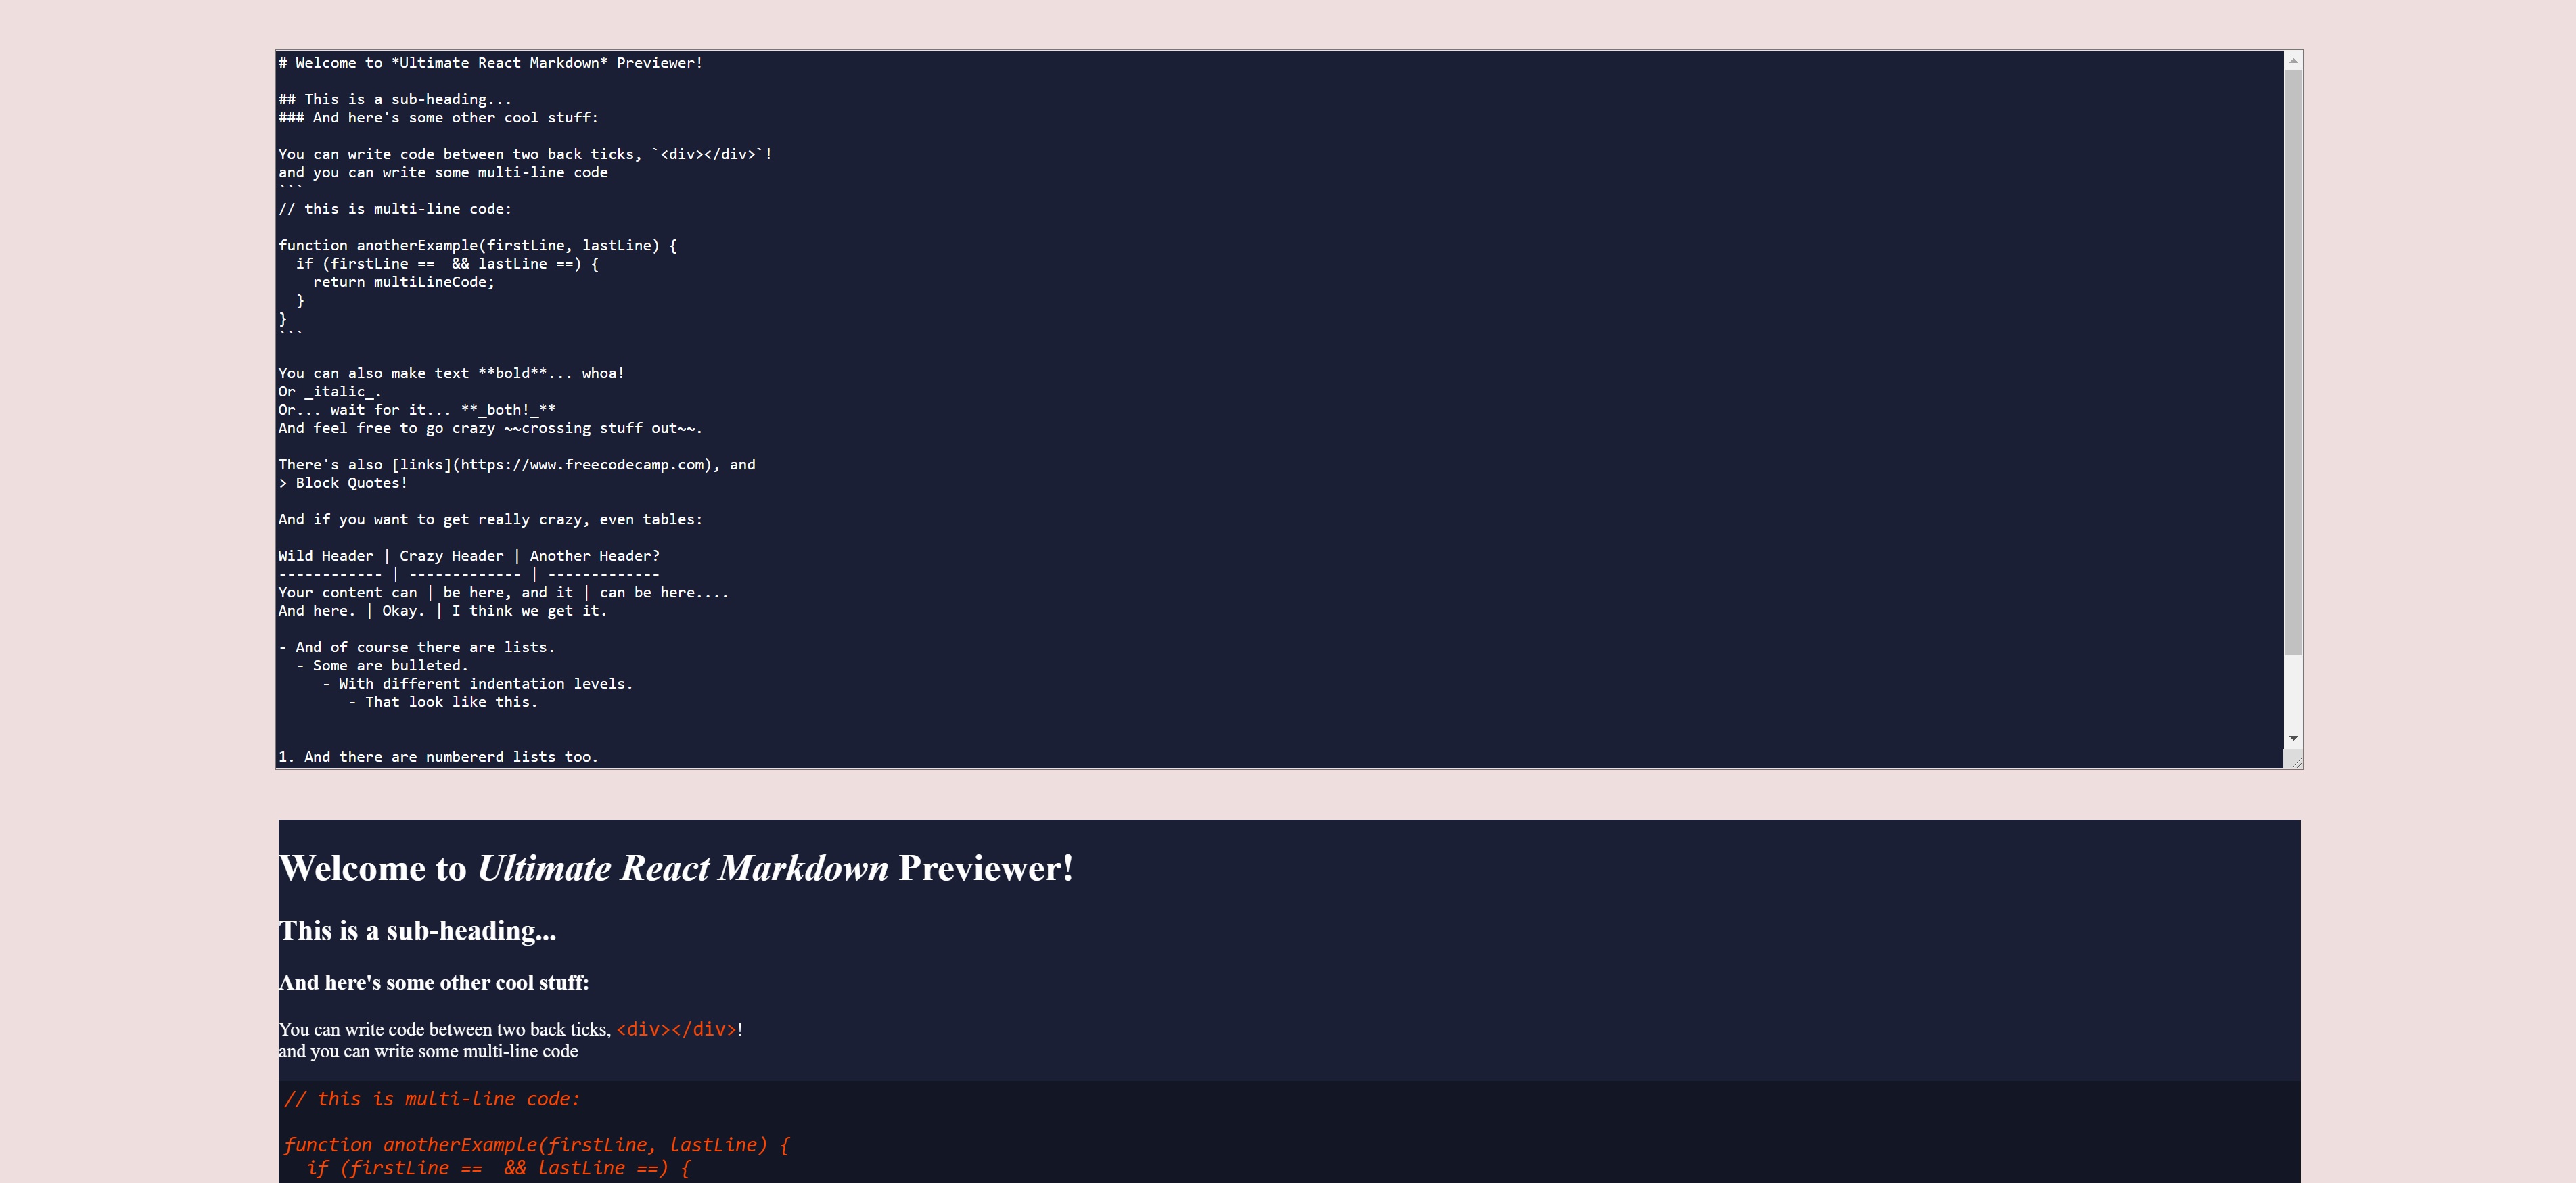 # Welcome to *Ultimate React Markdown* Previewer!
## This is a sub-heading...
### And here's some other cool stuff:
You can write code between two back ticks, `<div></div>`!
and you can write some multi-line code
```
// this is multi-line code:
function anotherExample(firstLine, lastLine) {
  if (firstLine ==  && lastLine ==) {
    return multiLineCode;
  }
}
```
You can also make text **bold**... whoa!
Or _italic_.
Or... wait for it... **_both!_**
And feel free to go crazy ~~crossing stuff out~~.
There's also [links](https://www.freecodecamp.com), and
> Block Quotes!
And if you want to get really crazy, even tables:
Wild Header | Crazy Header | Another Header?
------------ | ------------- | -------------
Your content can | be here, and it | can be here....
And here. | Okay. | I think we get it.
- And of course there are lists.
  - Some are bulleted.
     - With different indentation levels.
        - That look like this.
1. And there are numbererd lists too.
Welcome to Ultimate React Markdown Previewer!
This is a sub-heading...
And here's some other cool stuff:
You can write code between two back ticks, <div></div>!
and you can write some multi-line code
// this is multi-line code:
function anotherExample(firstLine, lastLine) {
  if (firstLine ==  && lastLine ==) {